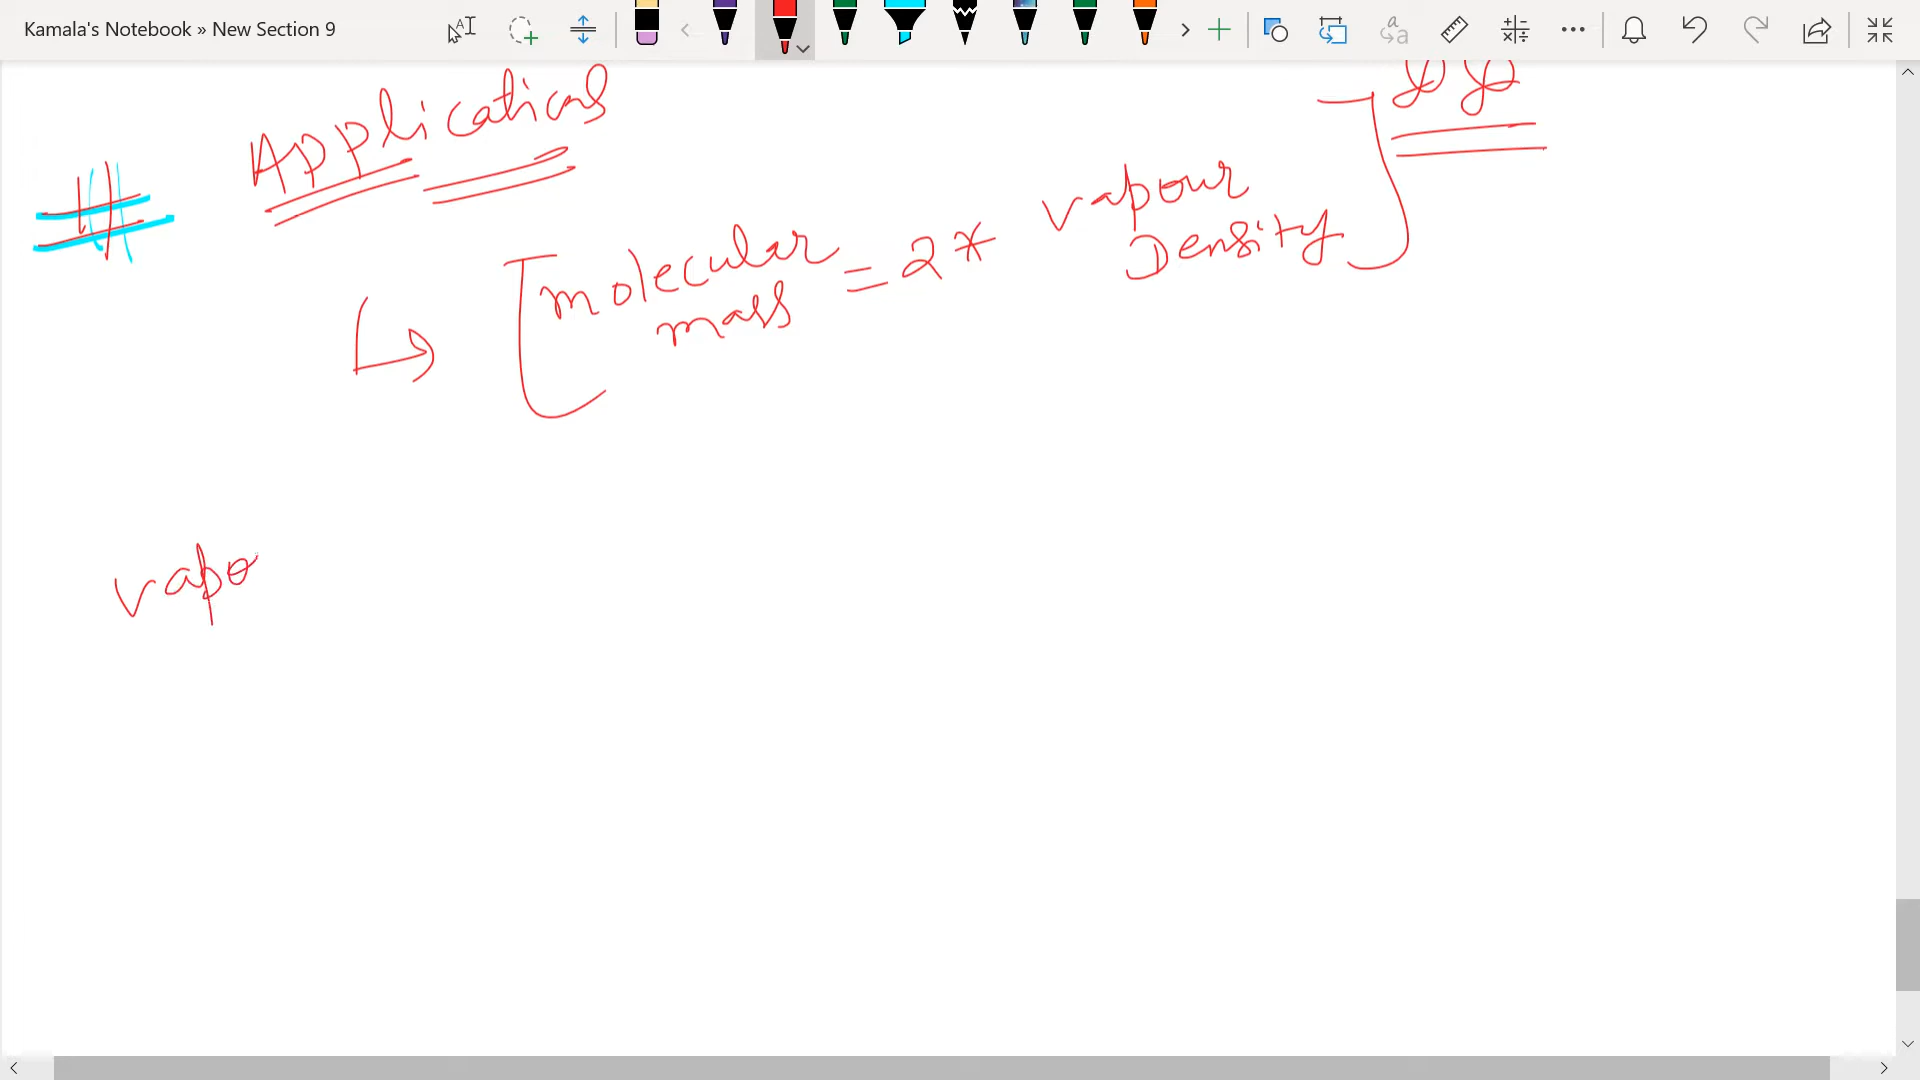 Kamala's Notebook » New Section 9
# Applications
[molecular mass = 2* vapour Density]
vapo